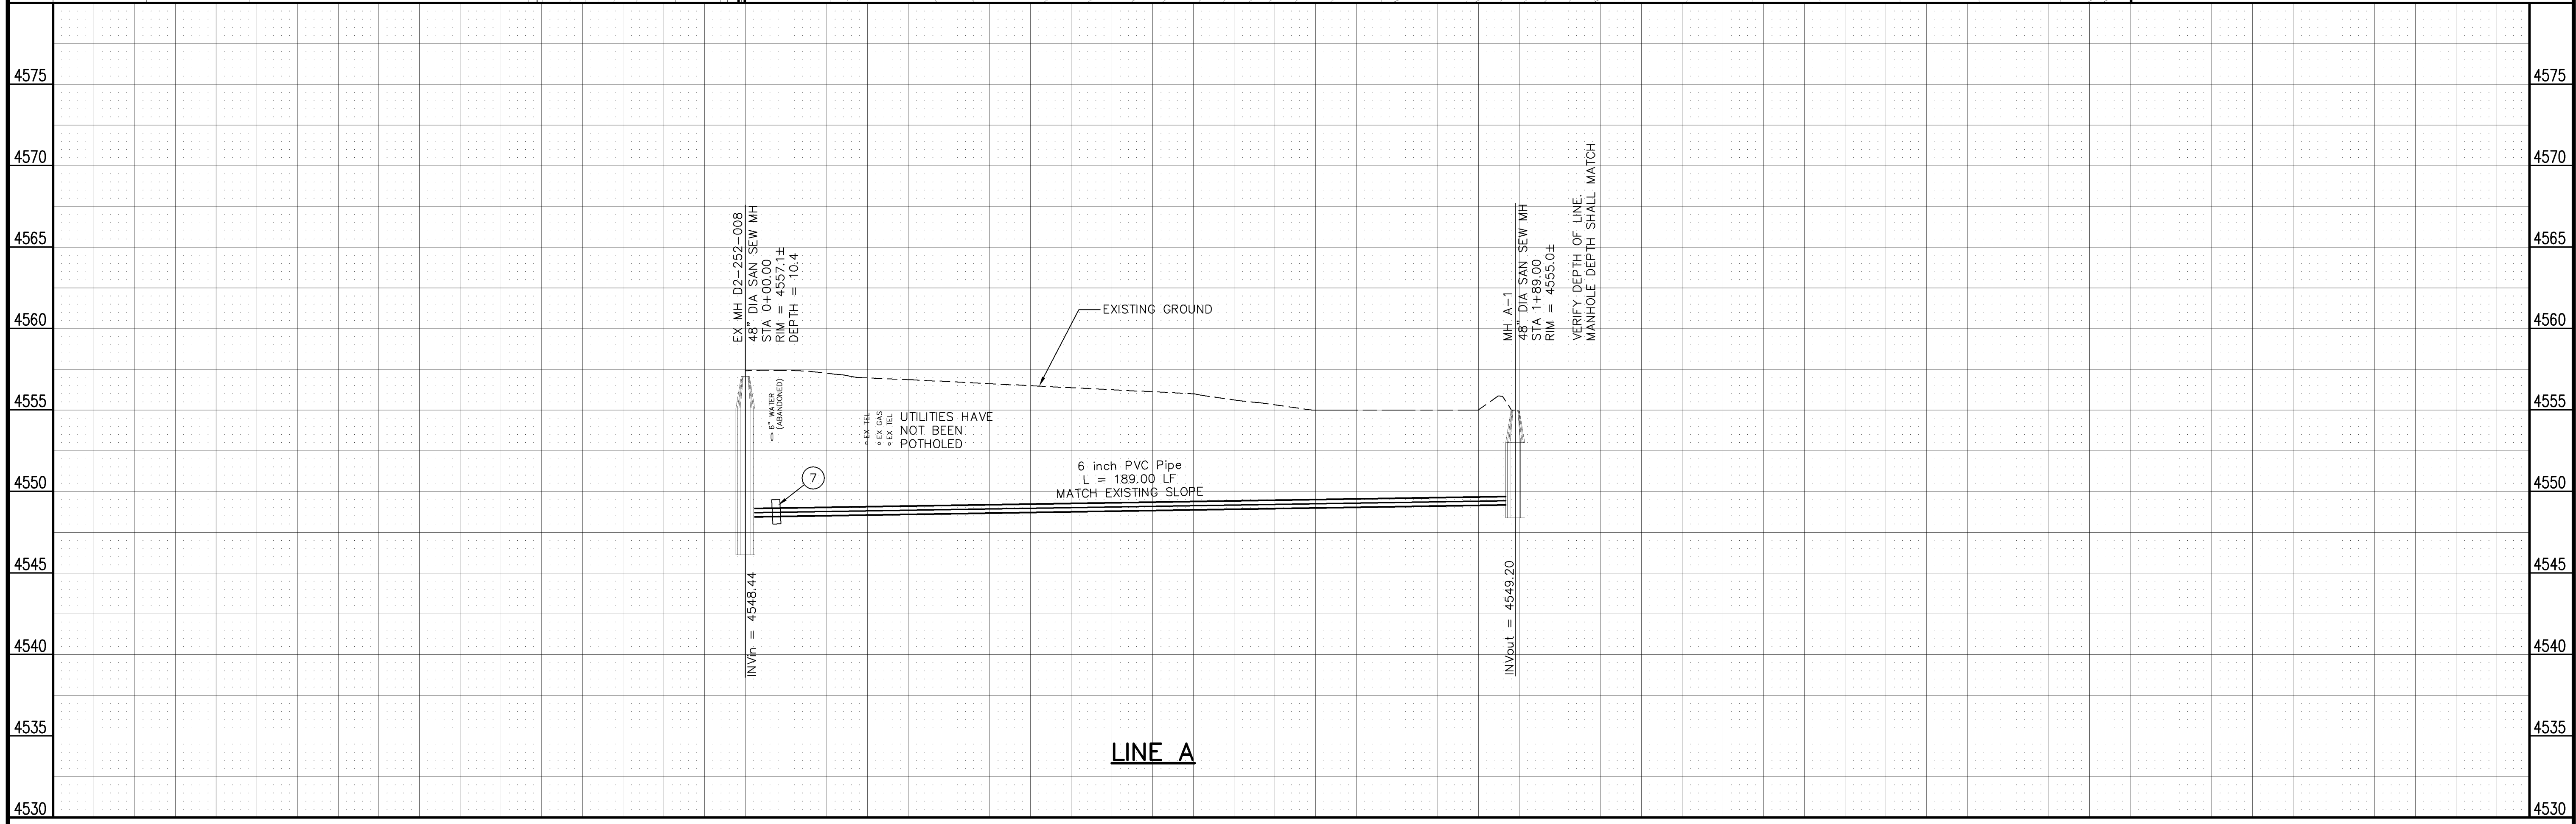 4575
4570
4565
4560
4555
4550
4545
4540
4535
4530
EX MH D2-252-008
48" DIA SAN SEW MH
STA 0+00.00
RIM = 4557.1±
DEPTH = 10.4
6" WATER
(ABANDONED)
EX TEL
EX GAS
EX TEL
UTILITIES HAVE
NOT BEEN
POTHOLED
7
EXISTING GROUND
6 inch PVC Pipe
L = 189.00 LF
MATCH EXISTING SLOPE
MH A-1
48" DIA SAN SEW MH
STA 1+89.00
RIM = 4555.0±
VERIFY DEPTH OF LINE.
MANHOLE DEPTH SHALL MATCH
INVin = 4548.44
INVout = 4549.20
LINE A
4575
4570
4565
4560
4555
4550
4545
4540
4535
4530